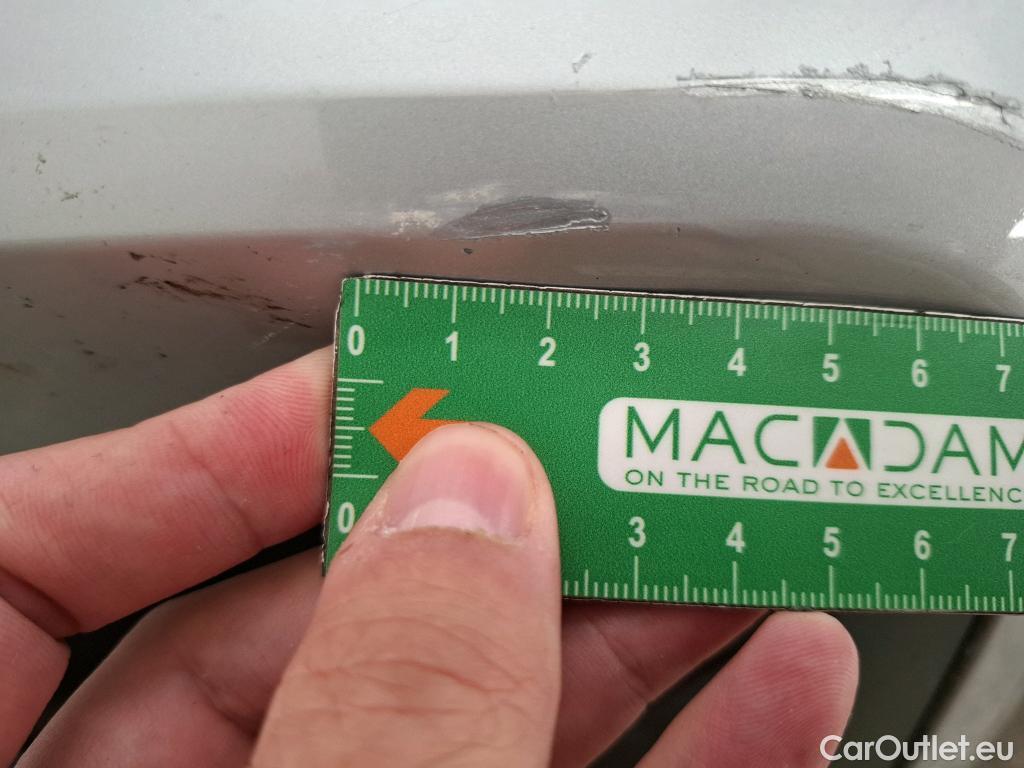 0 1 2 3 4 5 6 7
MACADAM
ON THE ROAD TO EXCELLENC
0 3 4 5 6 7
CarOutlet.eu